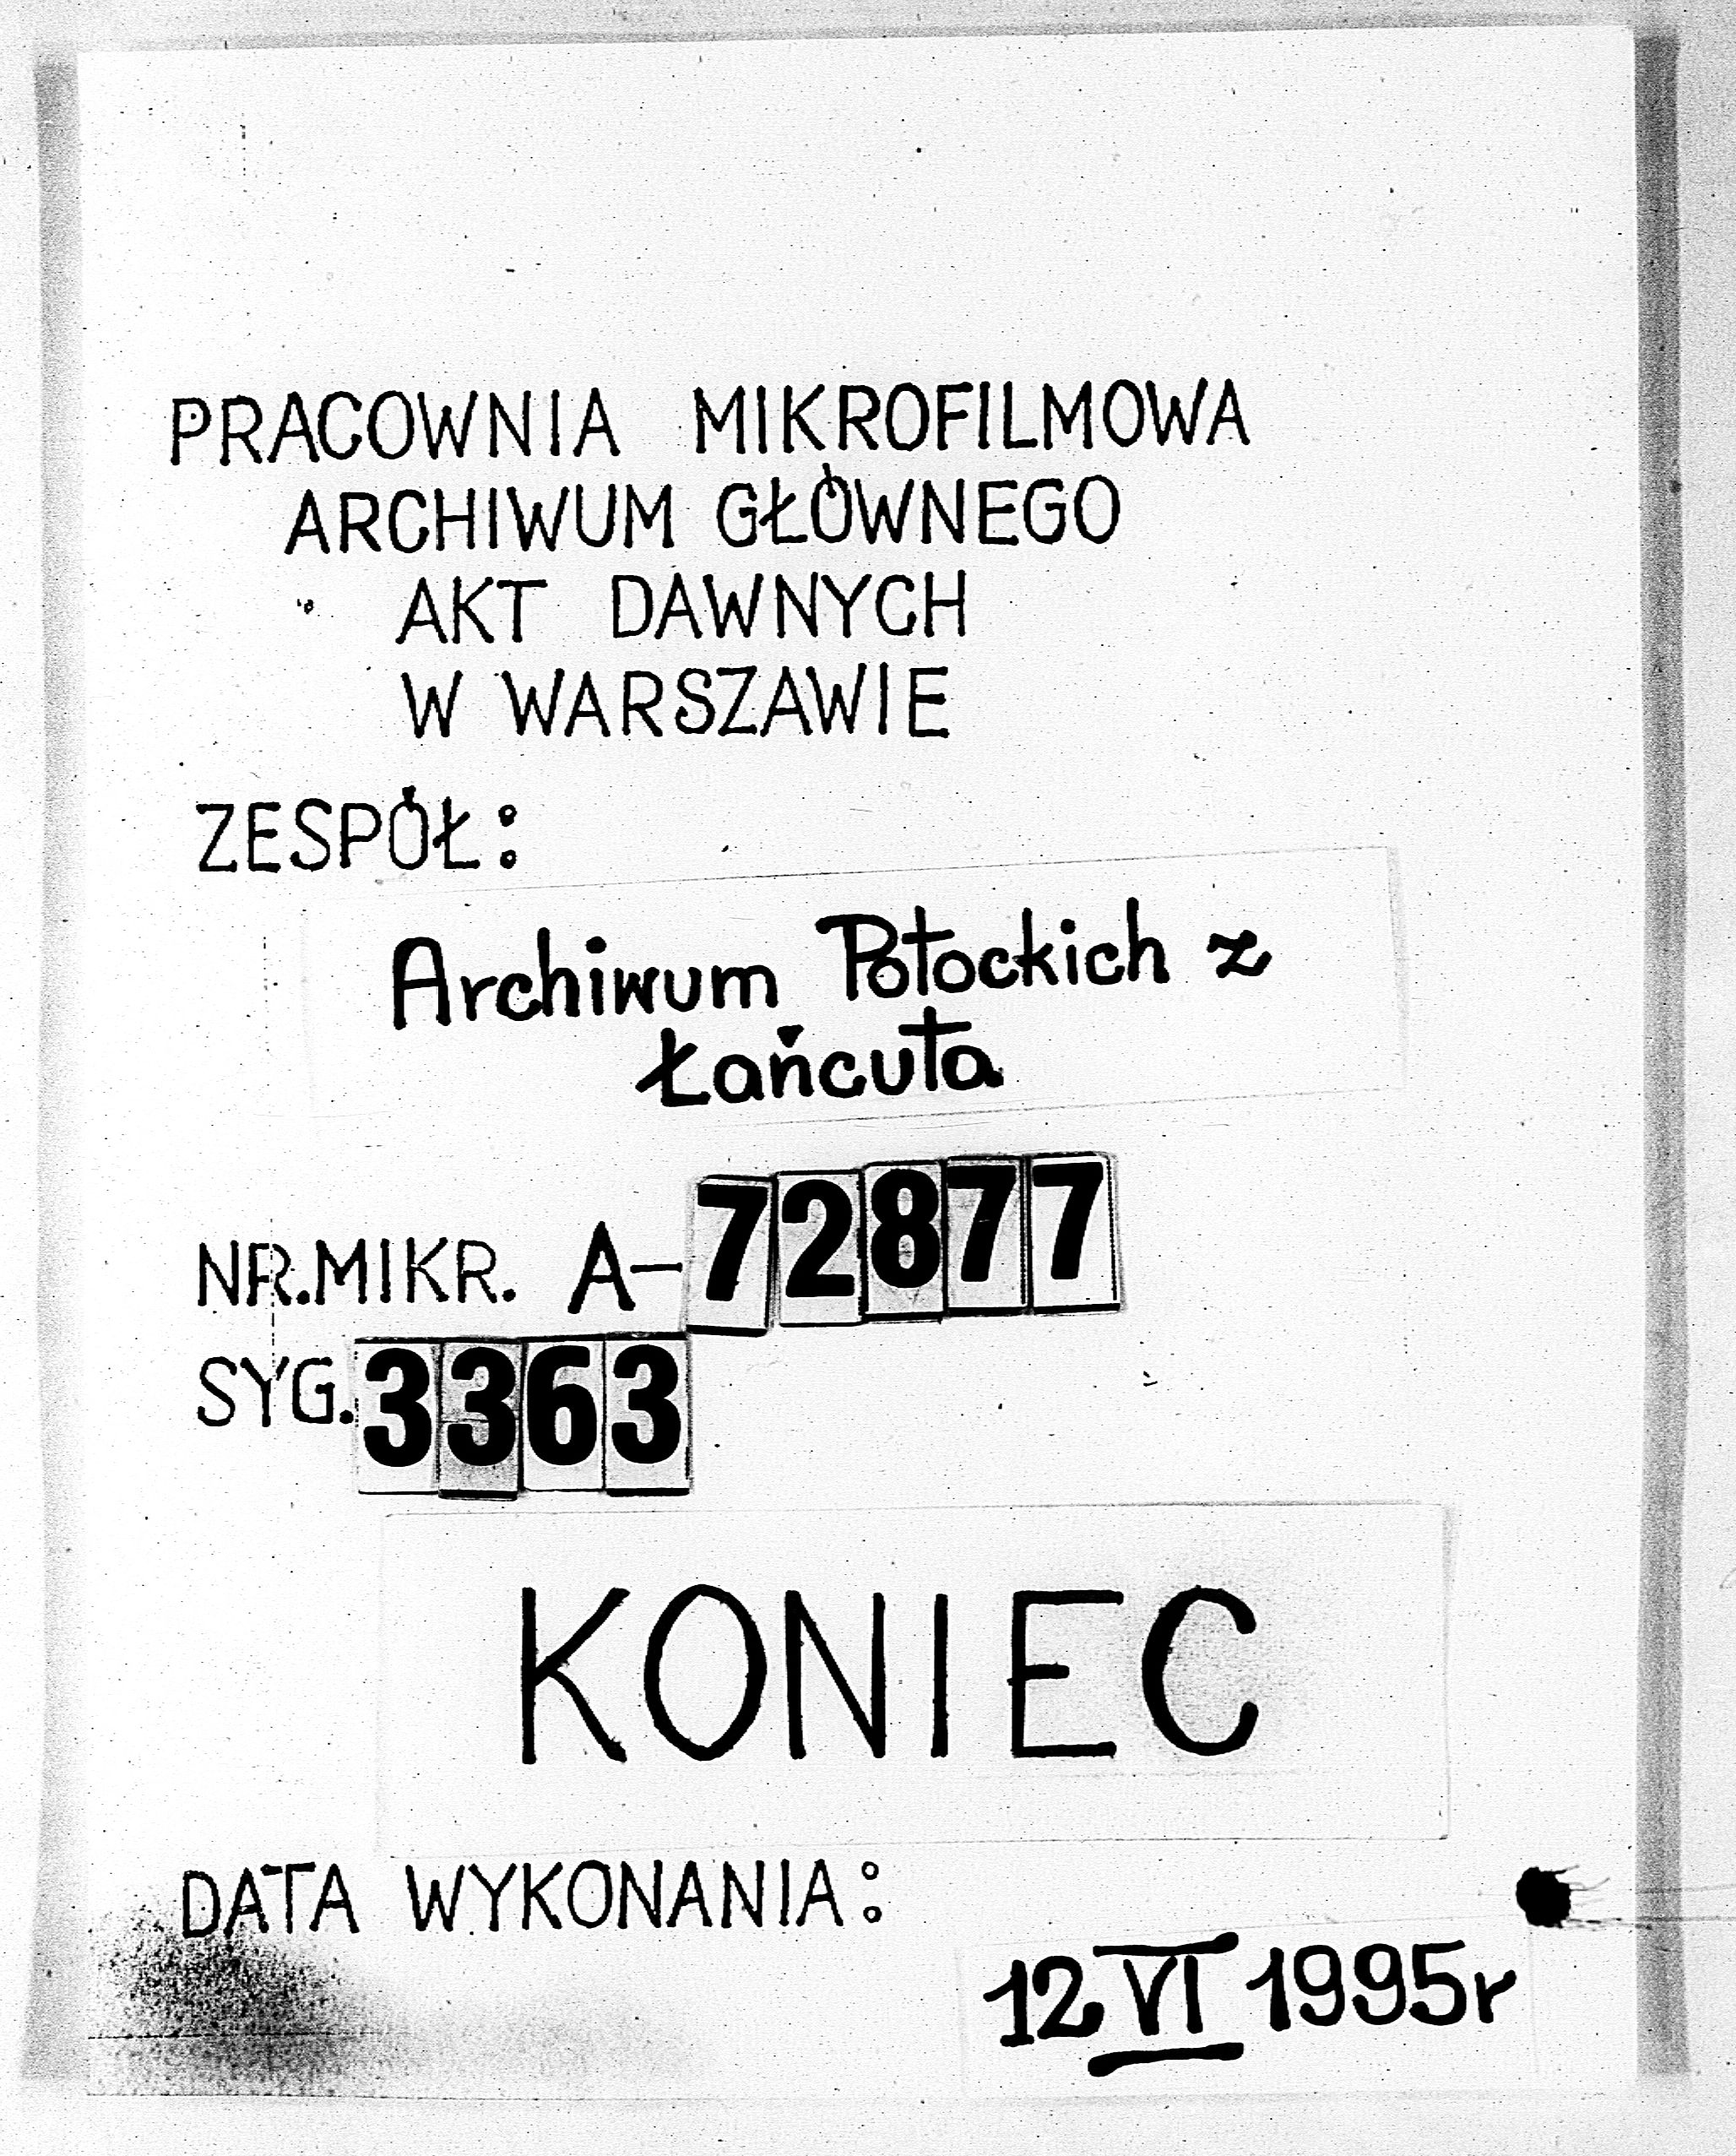 PRACOWNIA MIKROFILMOWA
ARCHIWUM GŁÓWNEGO
AKT DAWNYCH
W WARSZAWIE
ZESPÓŁ:
Archiwum Potockich z
Łańcuta
NR.MIKR. A-72877
SYG. 3363
KONIEC
DATA WYKONANIA:
12 VI 1995r